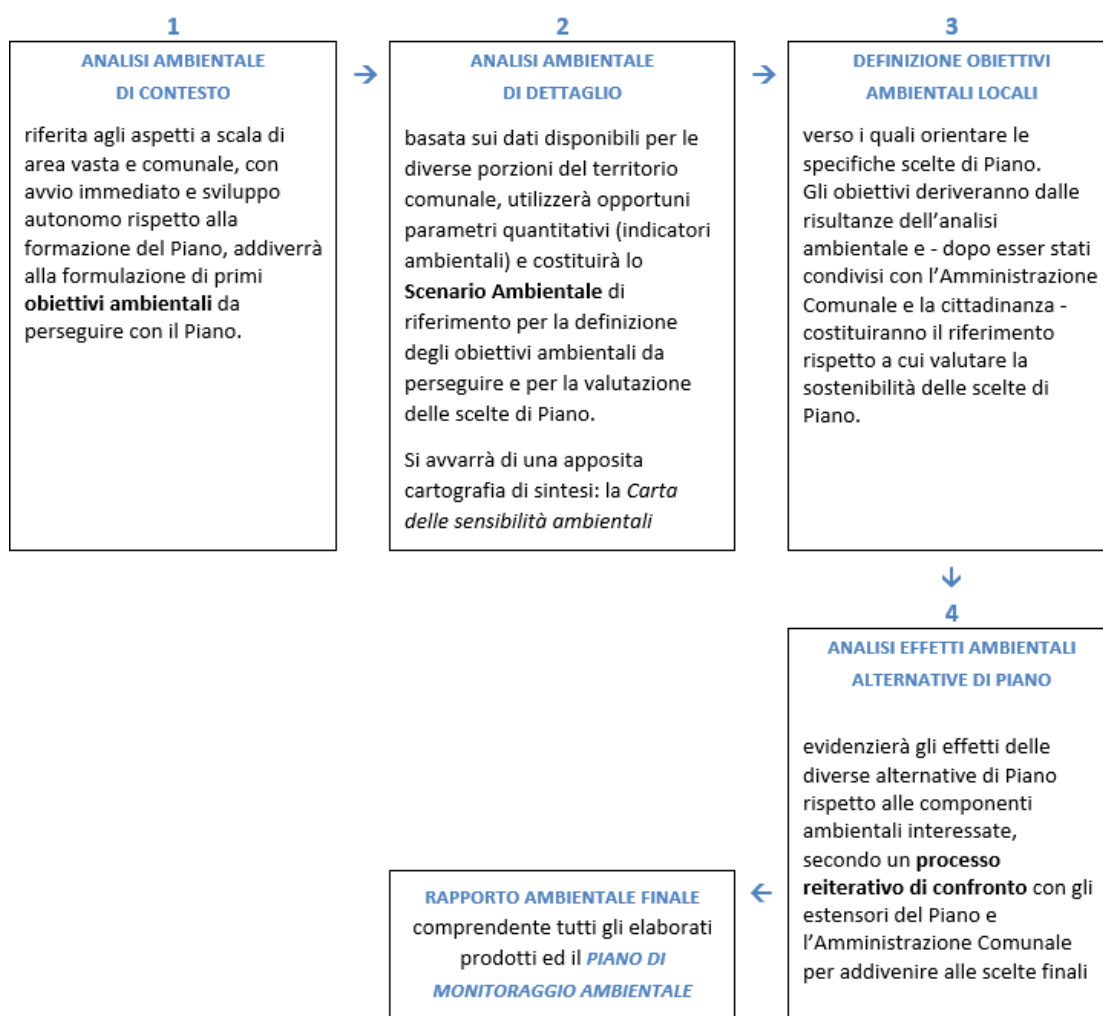 1
ANALISI AMBIENTALE
DI CONTESTO
riferita agli aspetti a scala di
area vasta e comunale, con
avvio immediato e sviluppo
autonomo rispetto alla
formazione del Piano, addiverrà
alla formulazione di primi
obiettivi ambientali da
perseguire con il Piano.
→
2
ANALISI AMBIENTALE
DI DETTAGLIO
basata sui dati disponibili per le
diverse porzioni del territorio
comunale, utilizzerà opportuni
parametri quantitativi (indicatori
ambientali) e costituirà lo
Scenario Ambientale di
riferimento per la definizione
degli obiettivi ambientali da
perseguire e per la valutazione
delle scelte di Piano.
Si avvarrà di una apposita
cartografia di sintesi: la Carta
delle sensibilità ambientali
→
3
DEFINIZIONE OBIETTIVI
AMBIENTALI LOCALI
verso i quali orientare le
specifiche scelte di Piano.
Gli obiettivi deriveranno dalle
risultanze dell'analisi
ambientale e - dopo esser stati
condivisi con l'Amministrazione
Comunale e la cittadinanza -
costituiranno il riferimento
rispetto a cui valutare la
sostenibilità delle scelte di
Piano.
↓
4
ANALISI EFFETTI AMBIENTALI
ALTERNATIVE DI PIANO
evidenzierà gli effetti delle
diverse alternative di Piano
rispetto alle componenti
ambientali interessate,
secondo un processo
reiterativo di confronto con gli
estensori del Piano e
l'Amministrazione Comunale
per addivenire alle scelte finali
←
RAPPORTO AMBIENTALE FINALE
comprendente tutti gli elaborati
prodotti ed il PIANO DI
MONITORAGGIO AMBIENTALE